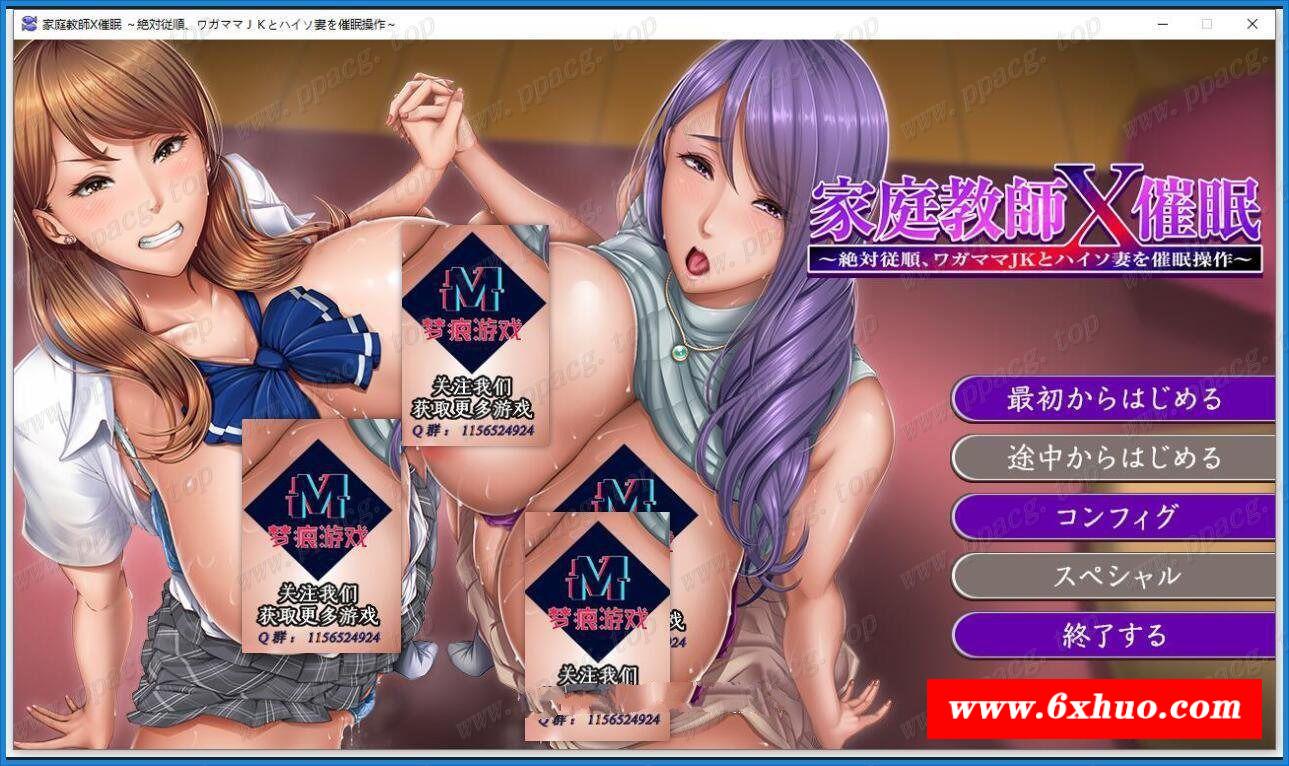 家庭教師X催眠 ～絶対従順、ワガママＪＫとハイソ妻を催眠操作～
www.ppacg.top
家庭教師X催眠
～絶対従順、ワガママJKとハイソ妻を催眠操作～
梦痕游戏
关注我们
获取更多游戏
Q群： 1156524924
最初からはじめる
途中からはじめる
コンフィグ
スペシャル
終了する
梦痕游戏
关注我们
获取更多游戏
Q群： 1156524924
梦痕游戏
关注我们
Q群： 1156524924
戏
24
www.6xhuo.com